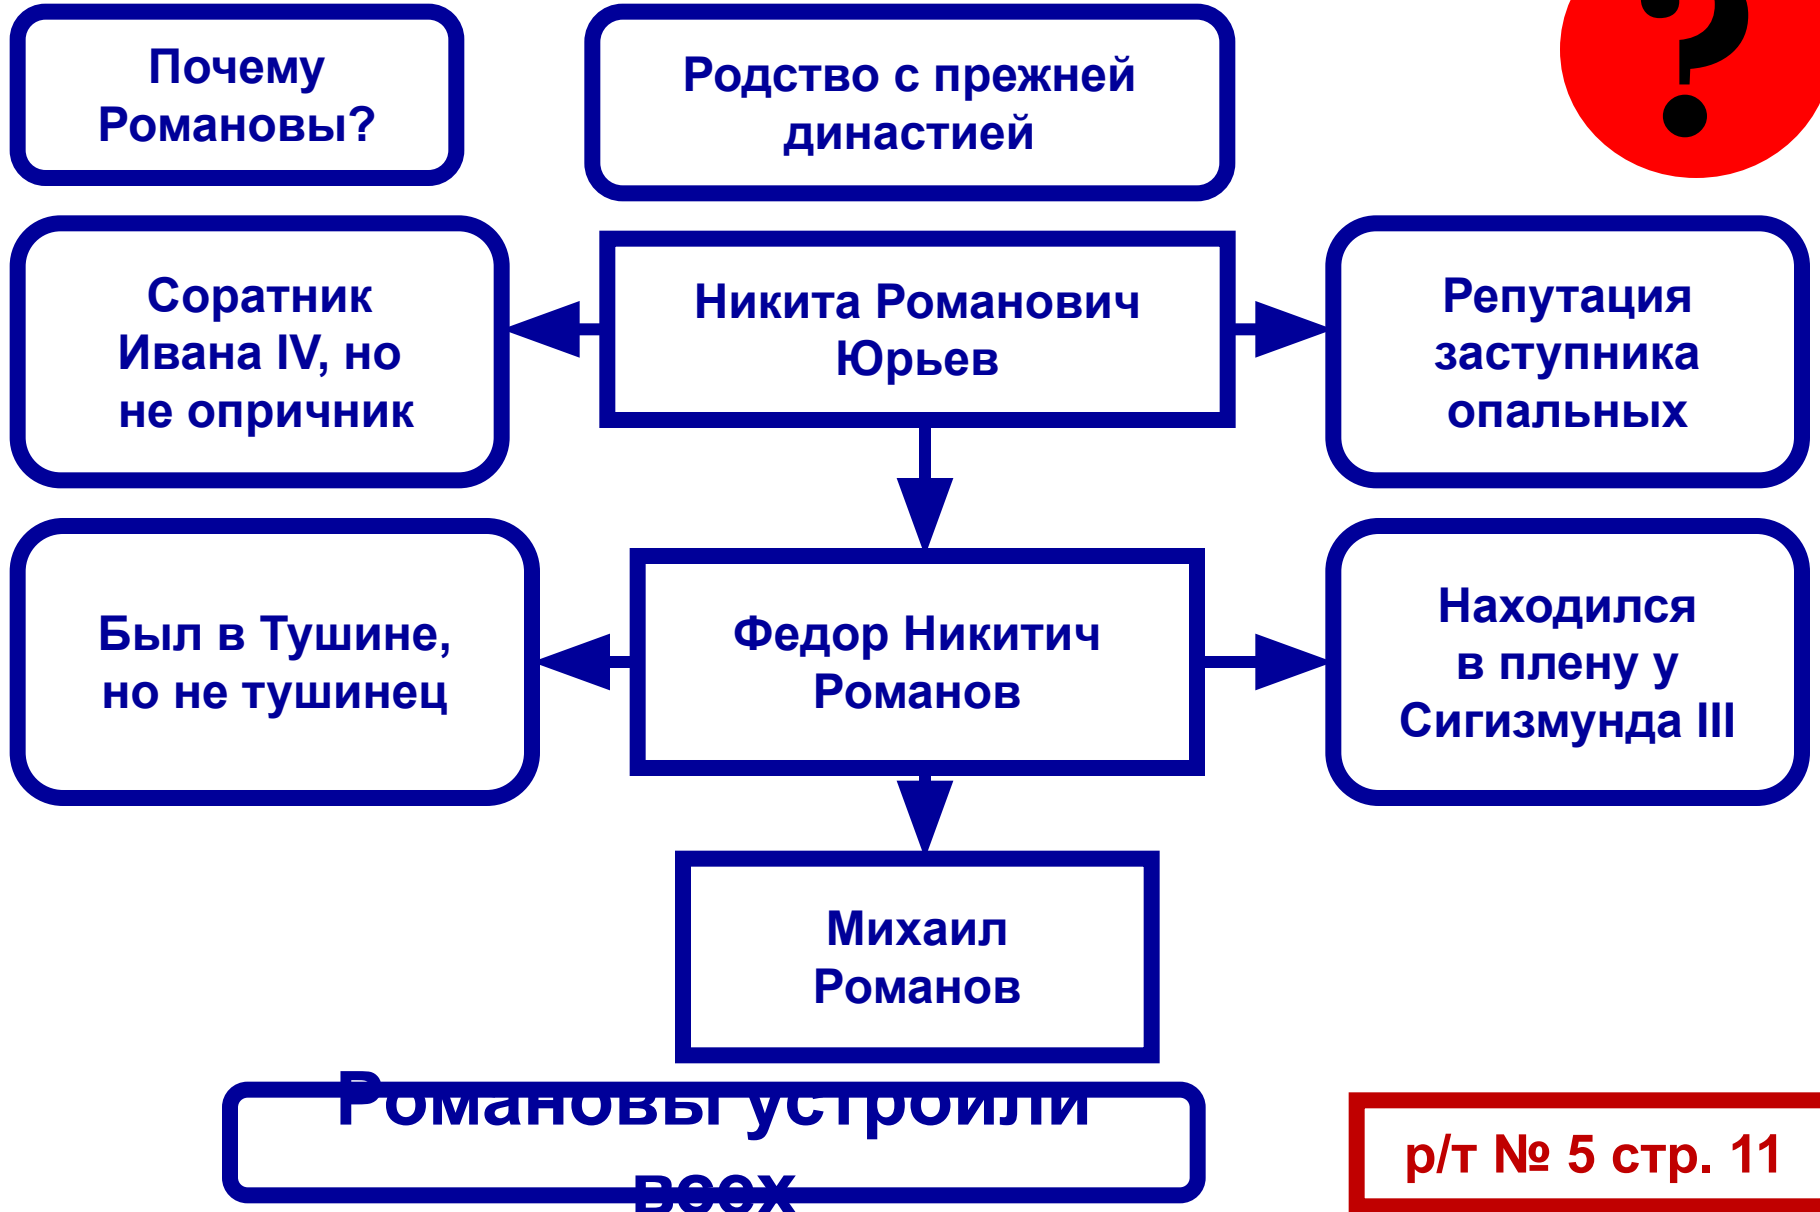 Почему
Романовы?
Родство с прежней
династией
?
Соратник
Ивана IV, но
не опричник
Никита Романович
Юрьев
Репутация
заступника
опальных
Был в Тушине,
но не тушинец
Федор Никитич
Романов
Находился
в плену у
Сигизмунда III
Михаил
Романов
Романовы устроили
всех
р/т № 5 стр. 11